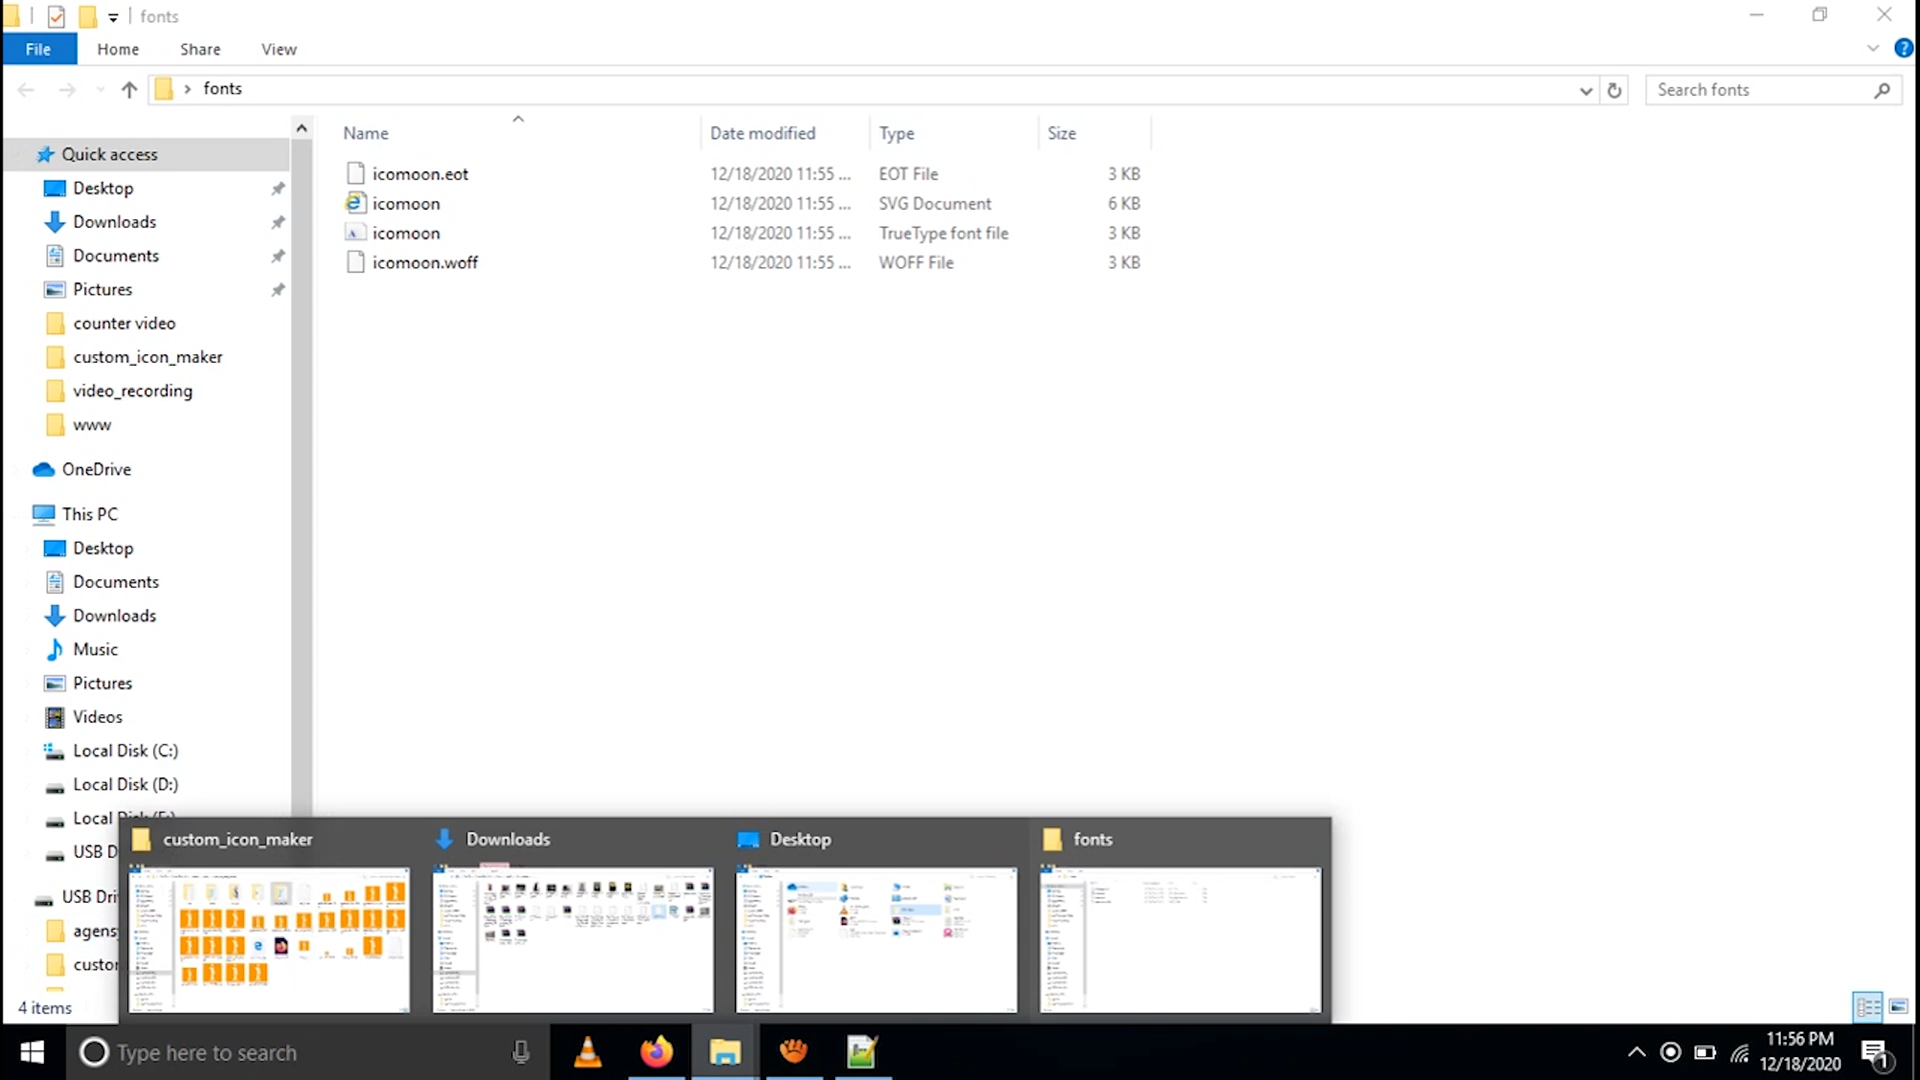 fonts
File Home Share View
fonts
Search fonts
Name Date modified Type Size
Quick access
icomoon.eot 12/18/2020 11:55 ... EOT File 3 KB
Desktop
icomoon 12/18/2020 11:55 ... SVG Document 6 KB
Downloads
icomoon 12/18/2020 11:55 ... TrueType font file 3 KB
Documents
icomoon.woff 12/18/2020 11:55 ... WOFF File 3 KB
Pictures
counter video
custom_icon_maker
video_recording
www
OneDrive
This PC
Desktop
Documents
Downloads
Music
Pictures
Videos
Local Disk (C:)
Local Disk (D:)
Local
custom_icon_maker Downloads Desktop fonts
USB D
USB Dri
agens
custo
4 items
Type here to search
11:56 PM
12/18/2020
1